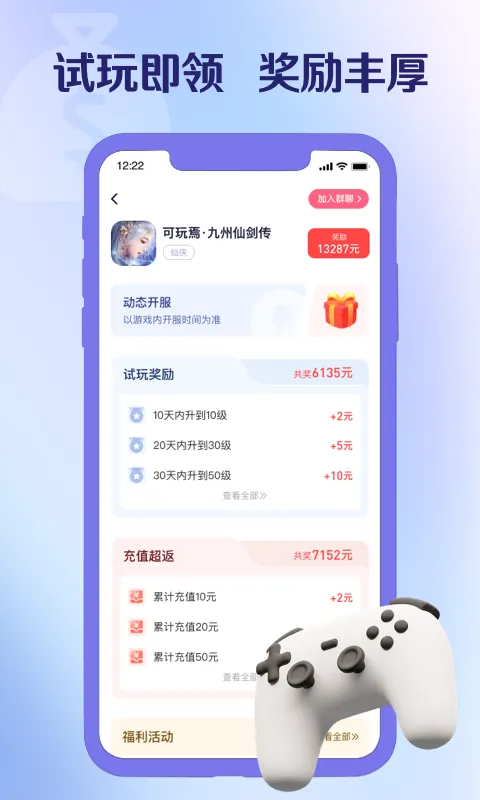 试玩即领 奖励丰厚
12:22
加入群聊
可玩焉·九州仙剑传
仙侠
奖励
13287元
动态开服
以游戏内开服时间为准
试玩奖励 共奖6135元
10天内升到10级 +2元
20天内升到30级 +5元
30天内升到50级 +10元
查看全部
充值超返 共奖7152元
累计充值10元 +2元
累计充值20元
累计充值50元
查看全
福利活动 看全部